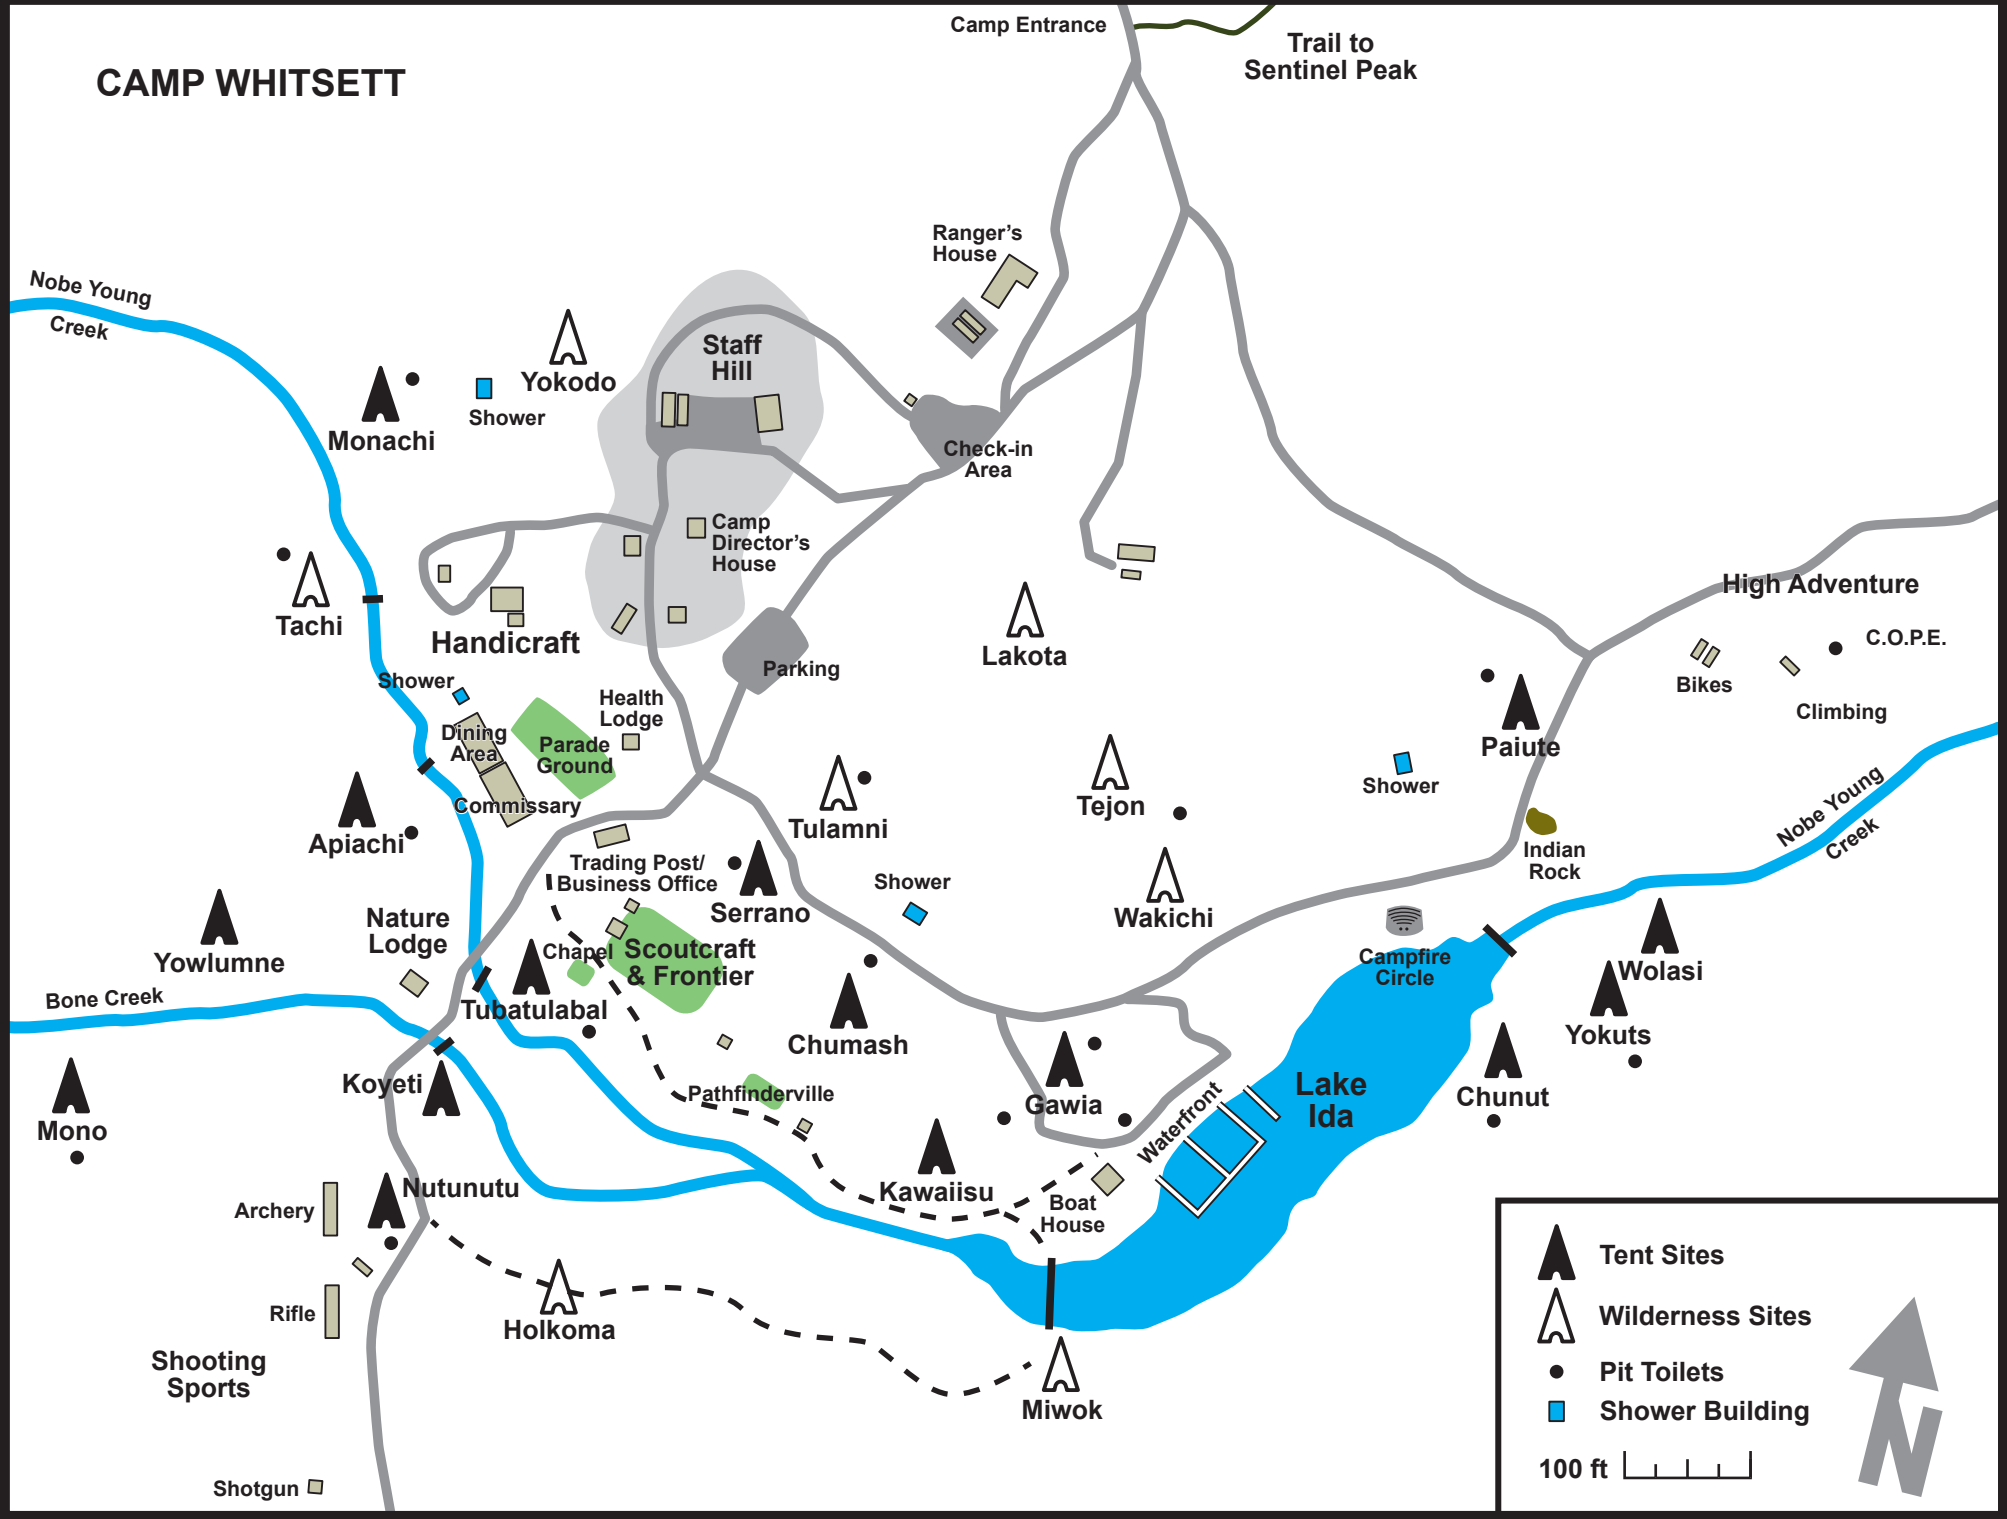 Camp Entrance
Trail to
Sentinel Peak
CAMP WHITSETT
Ranger's
House
Nobe Young
Creek
Staff
Hill
Yokodo
Shower
Monachi
Check-in
Area
Camp
Director's
House
High Adventure
Tachi
Handicraft
C.O.P.E.
Lakota
Parking
Shower
Bikes
Health
Lodge
Climbing
Dining
Area
Parade
Ground
Paiute
Shower
Commissary
Tejon
Nobe Young
Creek
Tulamni
Apiachi
Indian
Rock
Trading Post/
Business Office
Shower
Serrano
Wakichi
Nature
Lodge
Chapel
Scoutcraft
& Frontier
Yowlumne
Campfire
Circle
Wolasi
Bone Creek
Tubatulabal
Yokuts
Chumash
Koyeti
Lake
Ida
Pathfinderville
Gawia
Chunut
Waterfront
Mono
Nutunutu
Kawaiisu
Archery
Boat
House
Rifle
Holkoma
Shooting
Sports
Miwok
Shotgun
Tent Sites
Wilderness Sites
Pit Toilets
Shower Building
100 ft
N